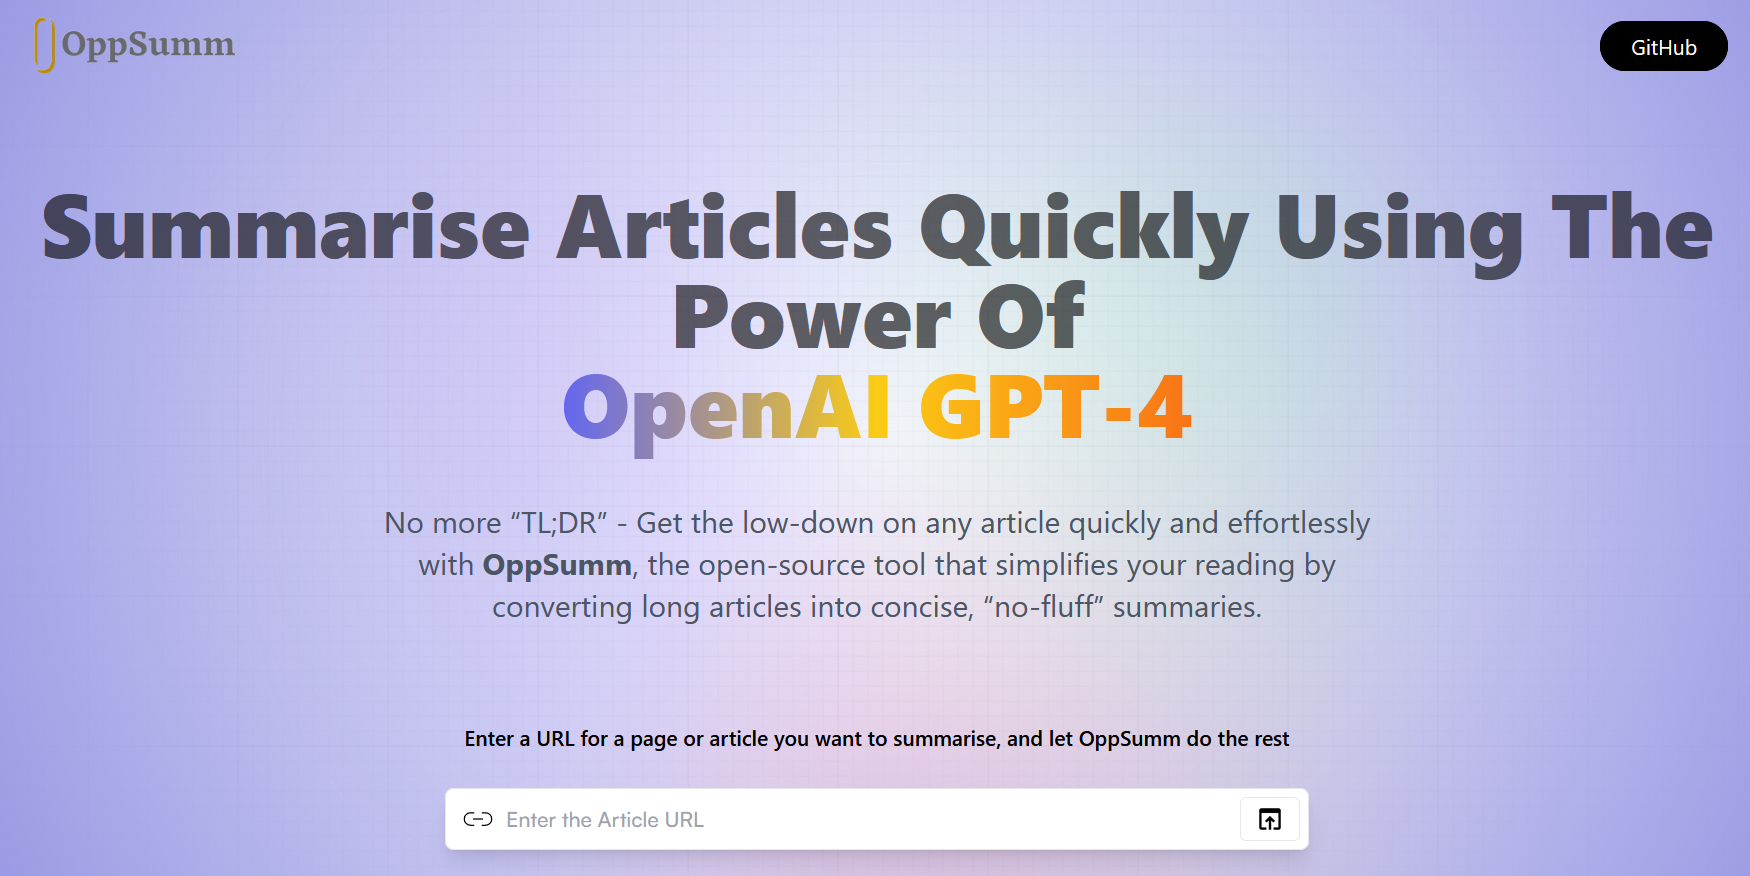 OppSumm
GitHub
Summarise Articles Quickly Using The
Power Of
OpenAI GPT-4
No more “TL;DR” - Get the low-down on any article quickly and effortlessly
with OppSumm, the open-source tool that simplifies your reading by
converting long articles into concise, “no-fluff” summaries.
Enter a URL for a page or article you want to summarise, and let OppSumm do the rest
Enter the Article URL